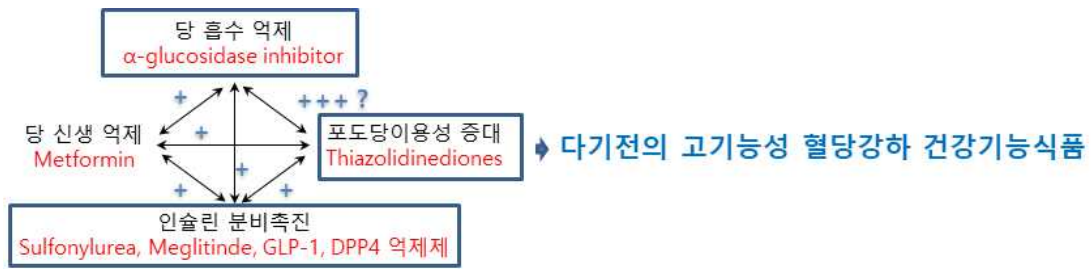 당 흡수 억제
α-glucosidase inhibitor
+
+++ ?
당 신생 억제
Metformin
+
포도당이용성 증대
Thiazolidinediones
➧ 다기전의 고기능성 혈당강하 건강기능식품
+
+
+
인슐린 분비촉진
Sulfonylurea, Meglitinde, GLP-1, DPP4 억제제